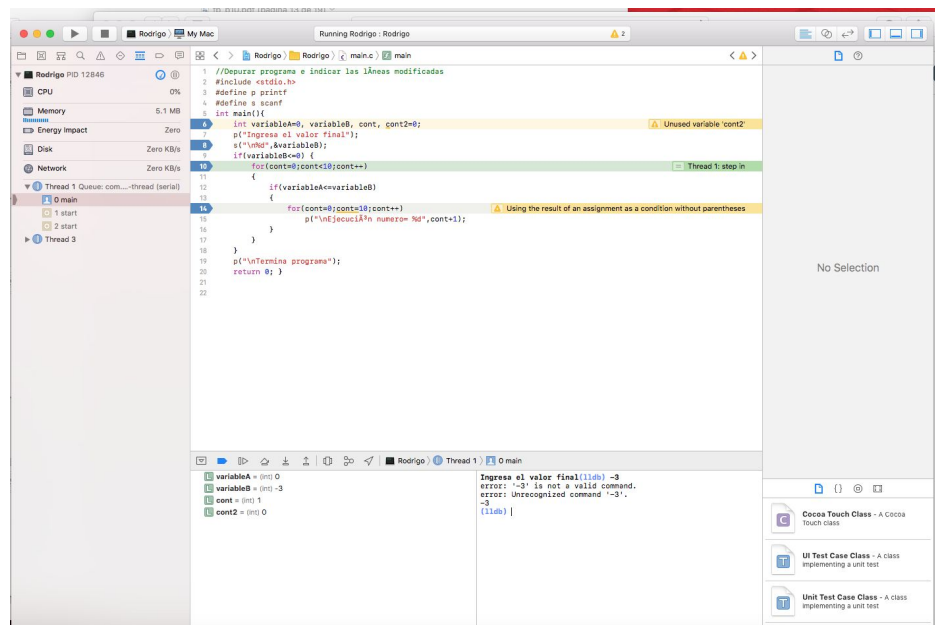 fp_p10.pdf (página 13 de 19)
Rodrigo
My Mac
Running Rodrigo : Rodrigo
2
Rodrigo
Rodrigo
main.c
main
Rodrigo PID 12846
CPU
0%
Memory
5.1 MB
Energy Impact
Zero
Disk
Zero KB/s
Network
Zero KB/s
Thread 1 Queue: com....-thread (serial)
0 main
1 start
2 start
Thread 3
1 //Depurar programa e indicar las lÃneas modificadas
2 #include <stdio.h>
3 #define p printf
4 #define s scanf
5 int main(){
6 int variableA=0, variableB, cont, cont2=0;
Unused variable 'cont2'
7 p("Ingresa el valor final");
8 s("\n%d",&variableB);
9 if(variableB<=0) {
10 for(cont=0;cont<10;cont++)
Thread 1: step in
11 {
12 if(variableA<=variableB)
13 {
14 for(cont=0;cont=10;cont++)
Using the result of an assignment as a condition without parentheses
15 p("\nEjecuciÃ³n numero= %d",cont+1);
16 }
17 }
18 }
19 p("\nTermina programa");
20 return 0; }
21
22
No Selection
Rodrigo
Thread 1
0 main
L variableA = (int) 0
L variableB = (int) -3
L cont = (int) 1
L cont2 = (int) 0
Ingresa el valor final(lldb) -3
error: '-3' is not a valid command.
error: Unrecognized command '-3'.
-3
(lldb)
C
Cocoa Touch Class - A Cocoa
Touch class
T
UI Test Case Class - A class
implementing a unit test
T
Unit Test Case Class - A class
implementing a unit test